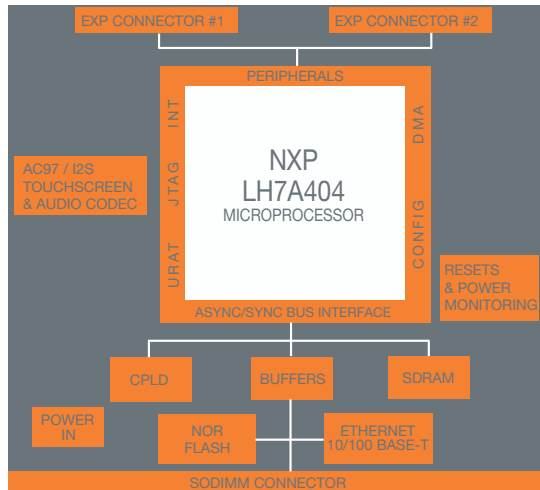 EXP CONNECTOR #1
EXP CONNECTOR #2
PERIPHERALS
INT
JTAG
URAT
DMA
CONFIG
NXP
LH7A404
MICROPROCESSOR
ASYNC/SYNC BUS INTERFACE
AC97 / I2S
TOUCHSCREEN
& AUDIO CODEC
RESETS
& POWER
MONITORING
CPLD
BUFFERS
SDRAM
POWER
IN
NOR
FLASH
ETHERNET
10/100 BASE-T
SODIMM CONNECTOR